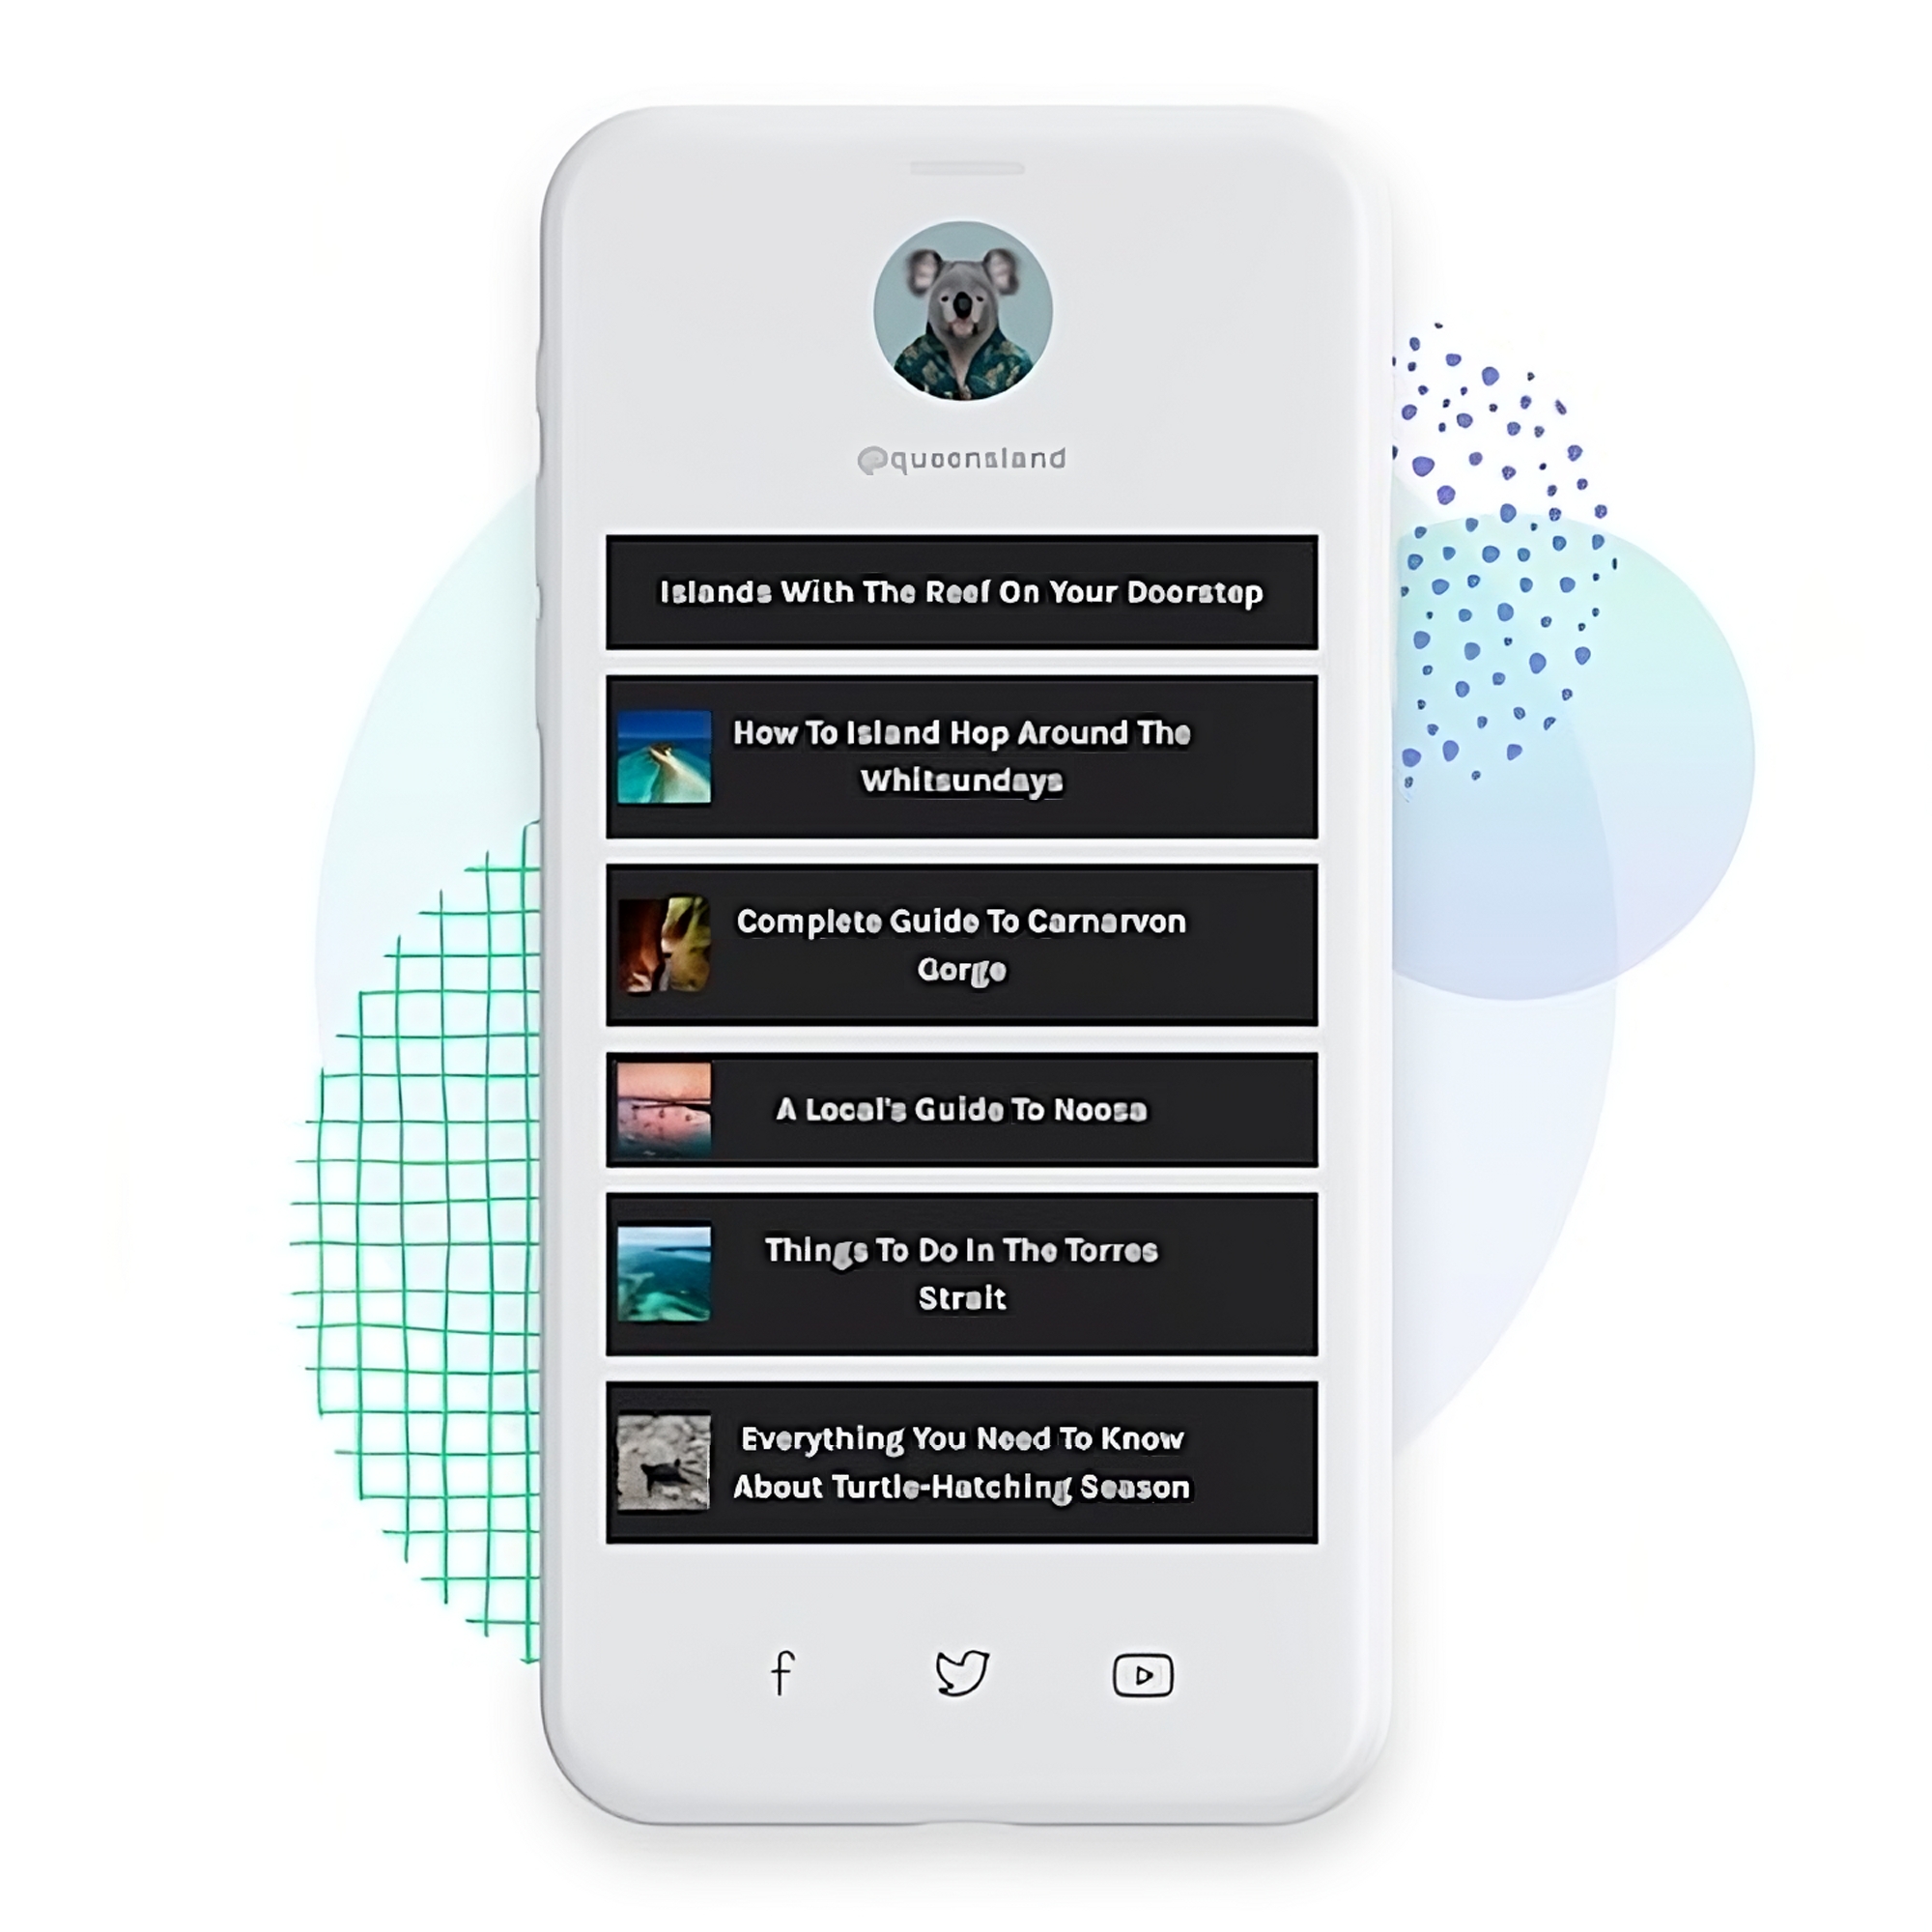 @queensland
Islands With The Reef On Your Doorstep
How To Island Hop Around The
Whitsundays
Complete Guide To Carnarvon
Gorge
A Local's Guide To Noosa
Things To Do In The Torres
Strait
Everything You Need To Know
About Turtle-Hatching Season